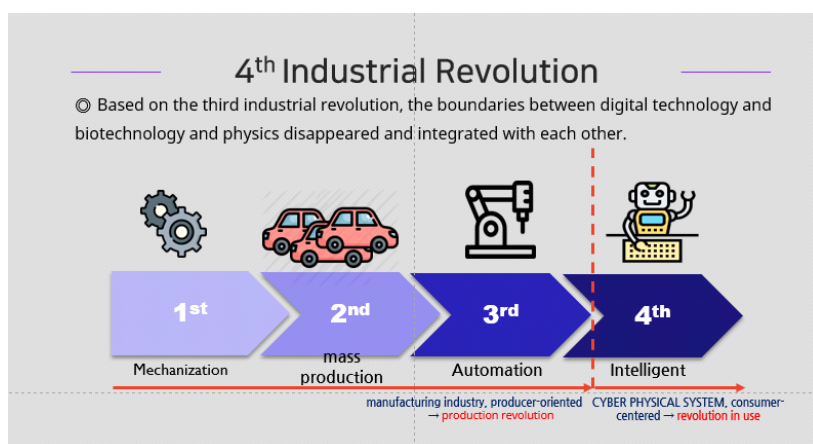 4th Industrial Revolution
◎ Based on the third industrial revolution, the boundaries between digital technology and
biotechnology and physics disappeared and integrated with each other.
1st
2nd
3rd
4th
Mechanization
mass
production
Automation
Intelligent
manufacturing industry, producer-oriented
→ production revolution
CYBER PHYSICAL SYSTEM, consumer-
centered → revolution in use